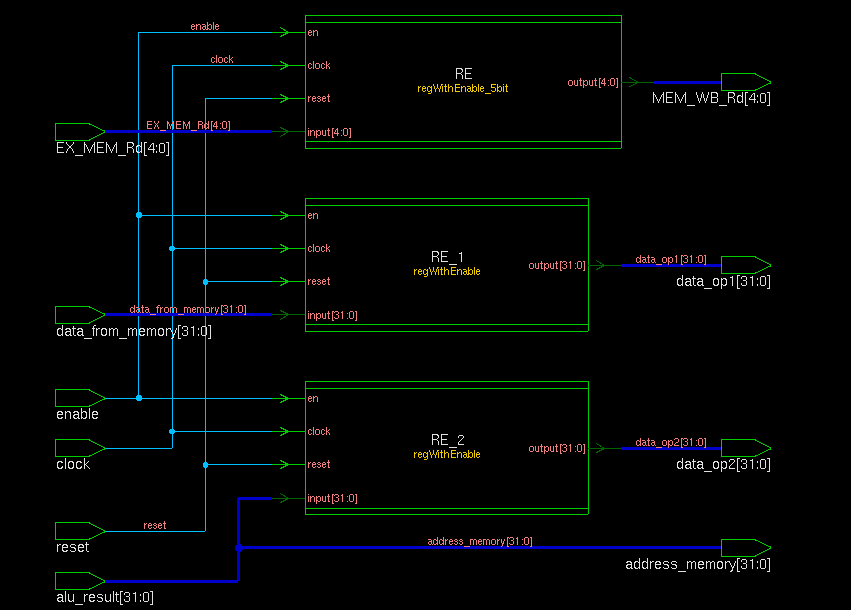 enable
en
clock
clock
RE
regWithEnable_5bit
output[4:0]
reset
MEM_WB_Rd[4:0]
EX_MEM_Rd[4:0]
input[4:0]
EX_MEM_Rd[4:0]
en
clock
RE_1
regWithEnable
output[31:0]
data_op1[31:0]
data_op1[31:0]
reset
data_from_memory[31:0]
input[31:0]
data_from_memory[31:0]
en
enable
clock
RE_2
regWithEnable
output[31:0]
data_op2[31:0]
data_op2[31:0]
clock
reset
input[31:0]
reset
reset
address_memory[31:0]
address_memory[31:0]
alu_result[31:0]